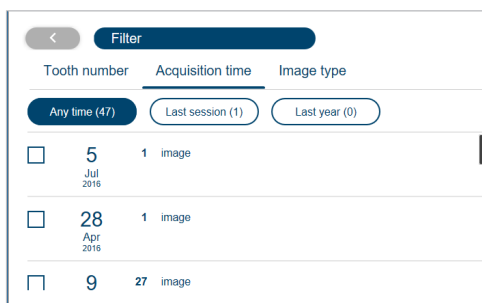 Filter
Tooth number Acquisition time Image type
Any time (47) Last session (1) Last year (0)
5 1 image
Jul
2016
28 1 image
Apr
2016
9 27 image